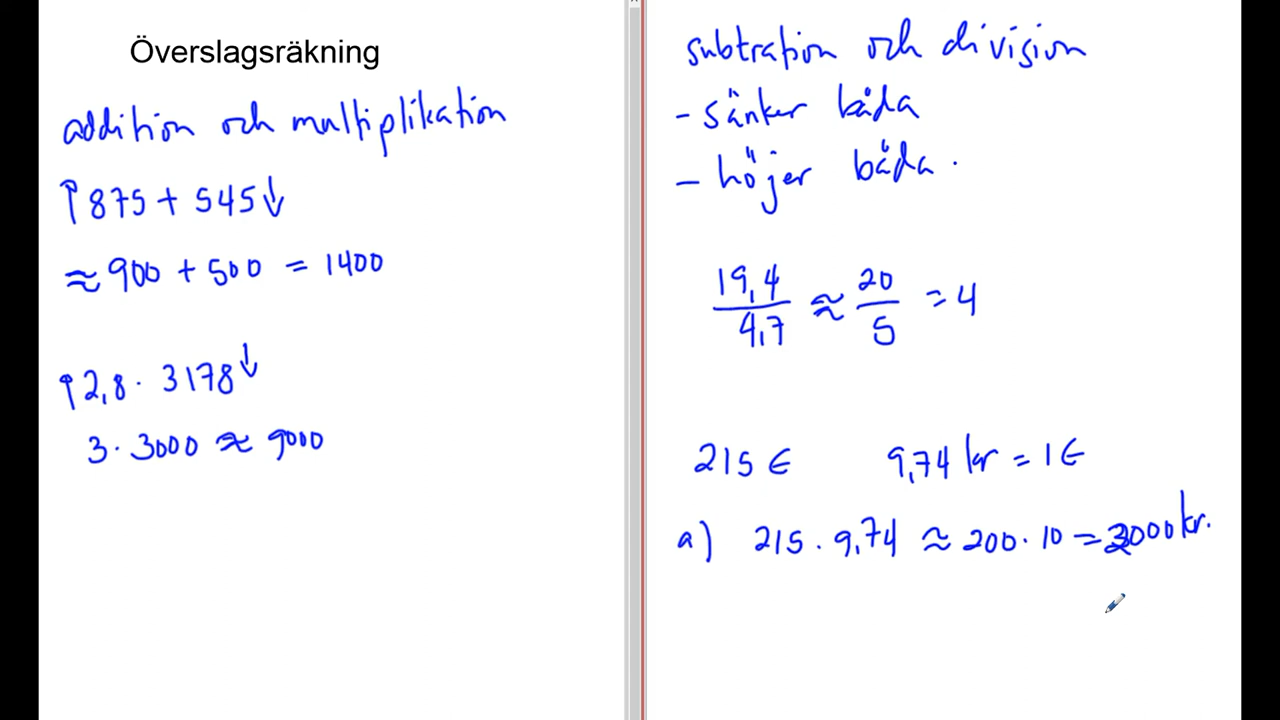 Överslagsräkning
addition och multiplikation
↑875 + 545↓
≈ 900 + 500 = 1400
↑2,8 · 3178↓
3 · 3000 ≈ 9000
subtration och division
- sänker båda
- höjer båda.
19,4/4,7 ≈ 20/5 = 4
215 € 9,74 kr = 1 €
a) 215 · 9,74 ≈ 200 · 10 = 2000 kr.